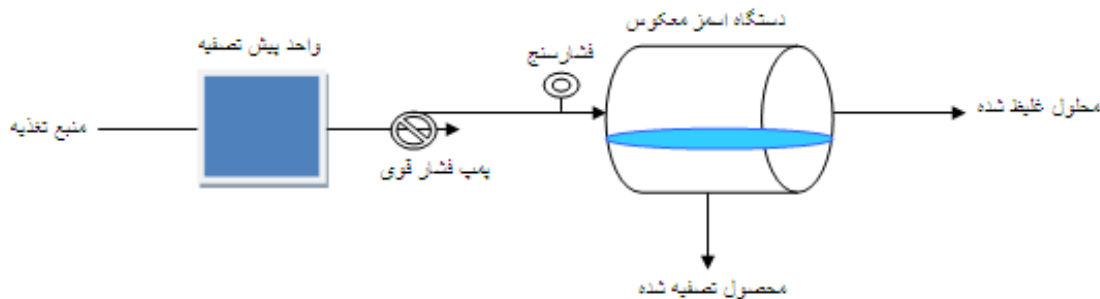 دستگاه اسمز معکوس
واحد پیش تصفیه
فشارسنج
محلول غلیظ شده
منبع تغذیه
پمپ فشار قوی
محصول تصفیه شده